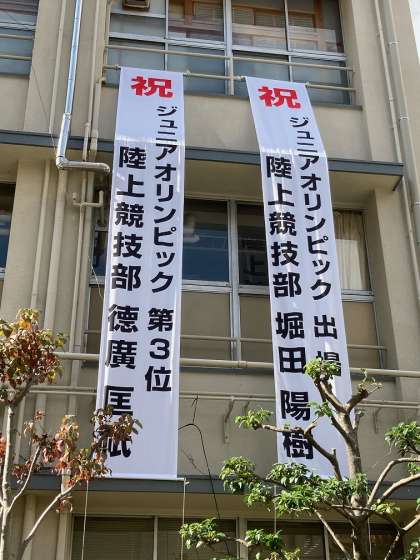 祝
ジュニアオリンピック 出場
陸上競技部 堀田 陽樹
祝
ジュニアオリンピック 第3位
陸上競技部 徳廣